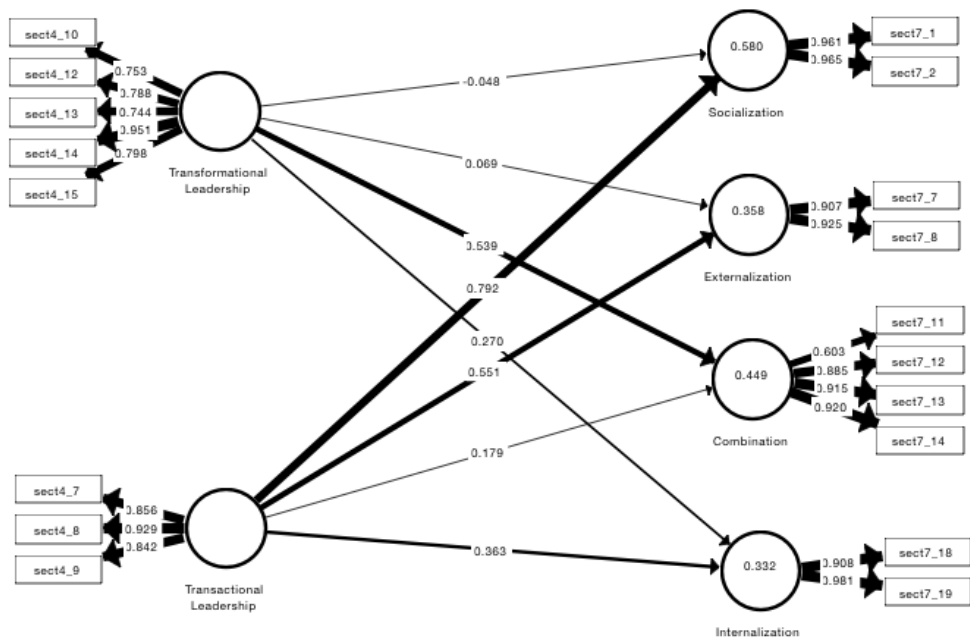 sect4_10
sect4_12
sect4_13
sect4_14
sect4_15
0.753
0.788
0.744
0.951
0.798
Transformational
Leadership
-0.048
0.069
0.539
0.270
0.580
Socialization
0.961
0.965
sect7_1
sect7_2
0.358
Externalization
0.907
0.925
sect7_7
sect7_8
0.449
Combination
0.603
0.885
0.915
0.920
sect7_11
sect7_12
sect7_13
sect7_14
sect4_7
sect4_8
sect4_9
0.856
0.929
0.842
Transactional
Leadership
0.792
0.551
0.179
0.363
0.332
Internalization
0.908
0.981
sect7_18
sect7_19